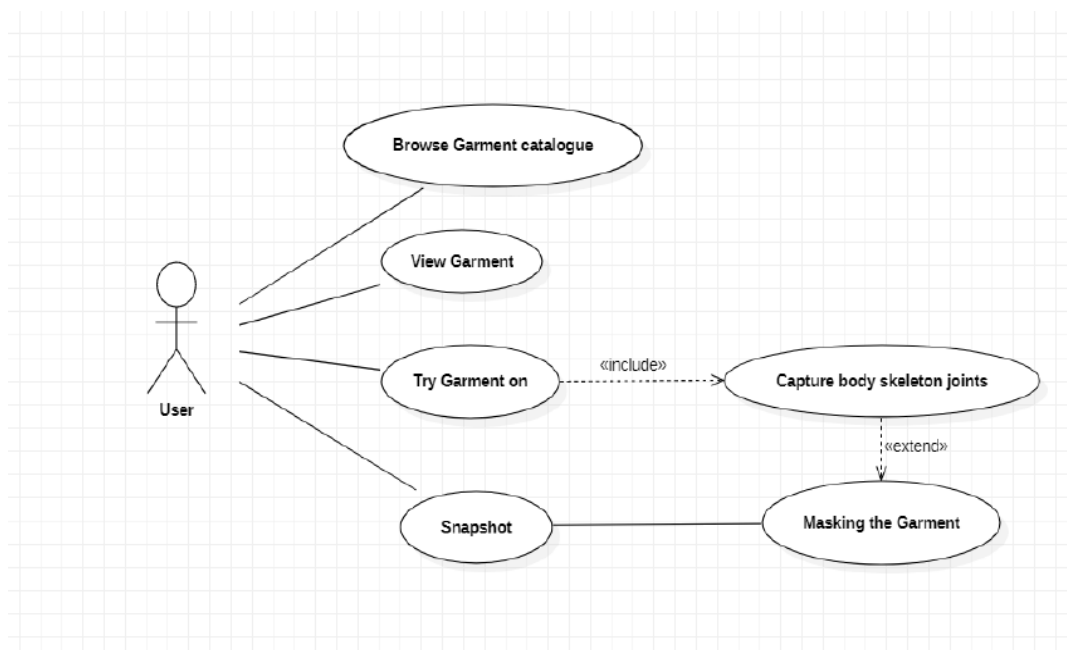 Browse Garment catalogue
View Garment
Try Garment on
«include»
Capture body skeleton joints
User
«extend»
Snapshot
Masking the Garment